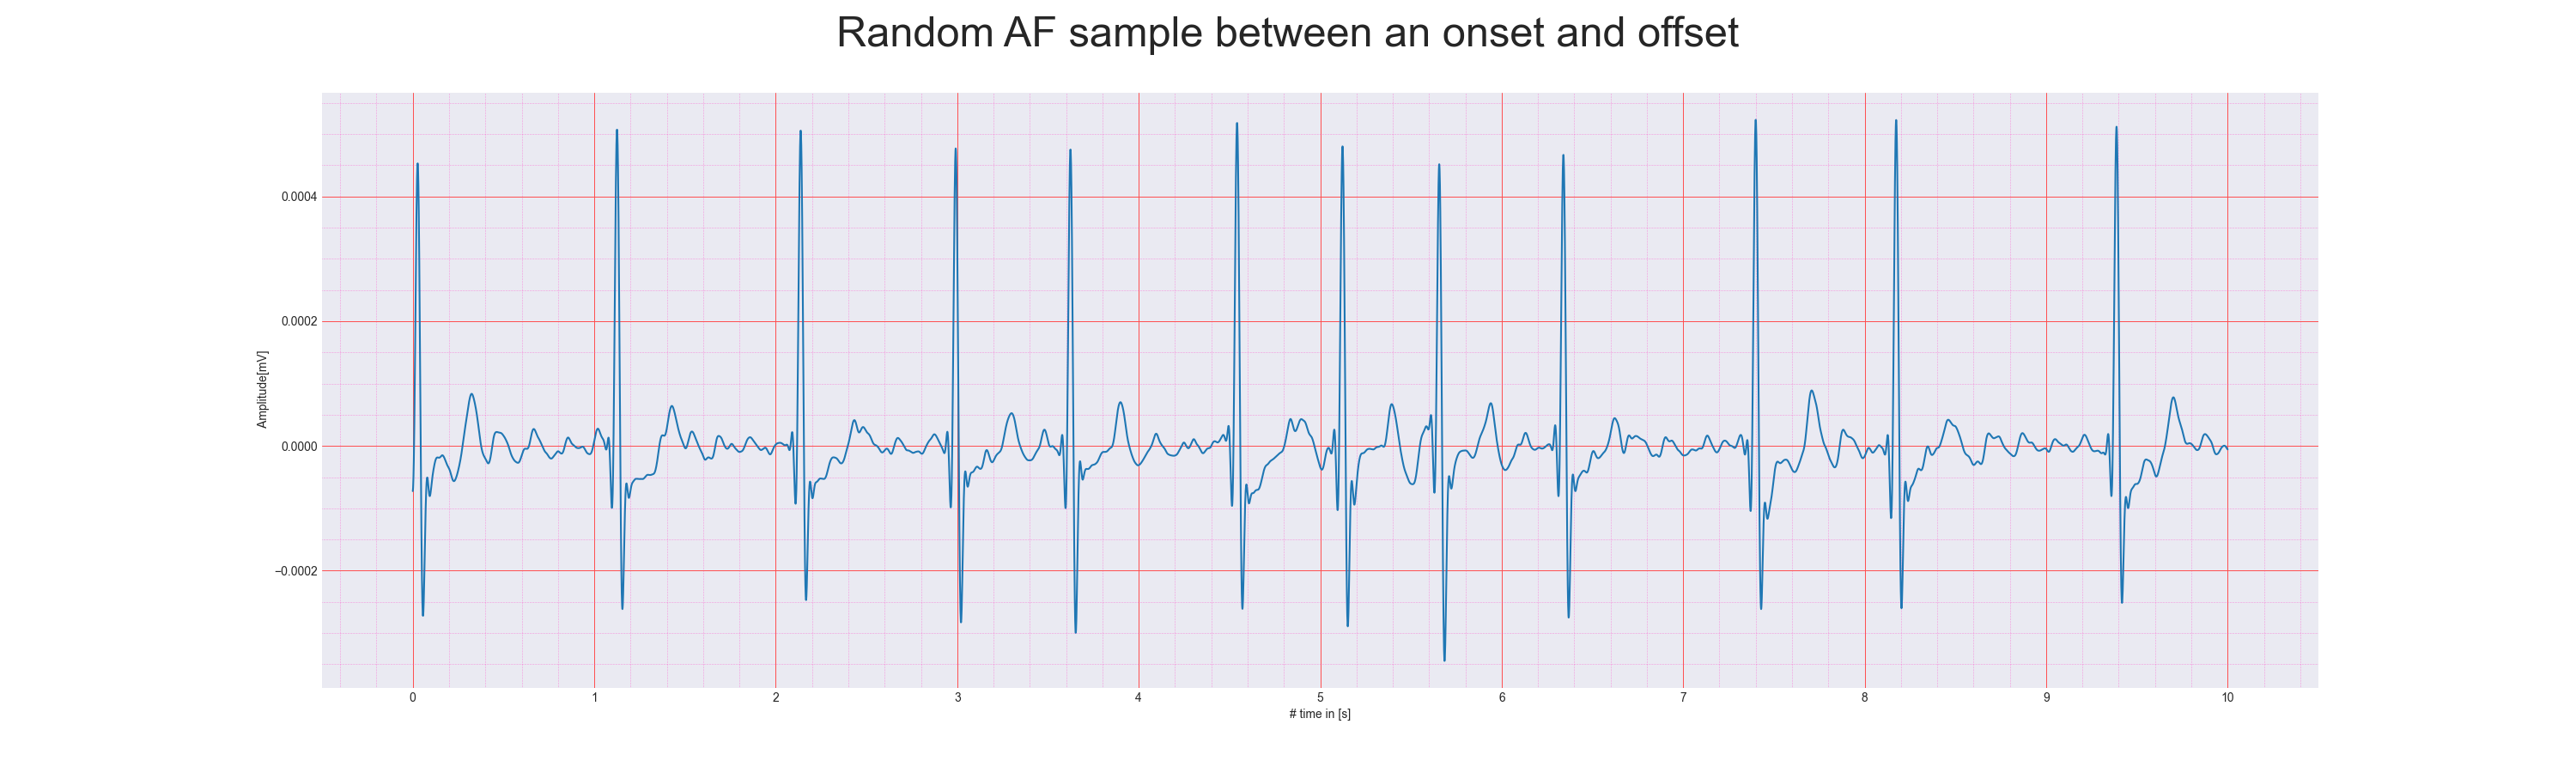 Random AF sample between an onset and offset
Amplitude[mV]
0.0004
0.0002
0.0000
−0.0002
0 1 2 3 4 5 6 7 8 9 10
# time in [s]